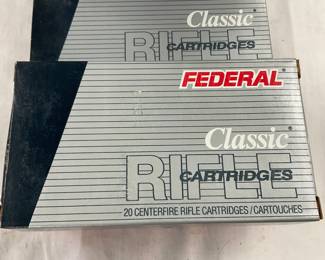 Classic®
RIFLE
CARTRIDGES
FEDERAL®
Classic®
RIFLE
CARTRIDGES
20 CENTERFIRE RIFLE CARTRIDGES/CARTOUCHES